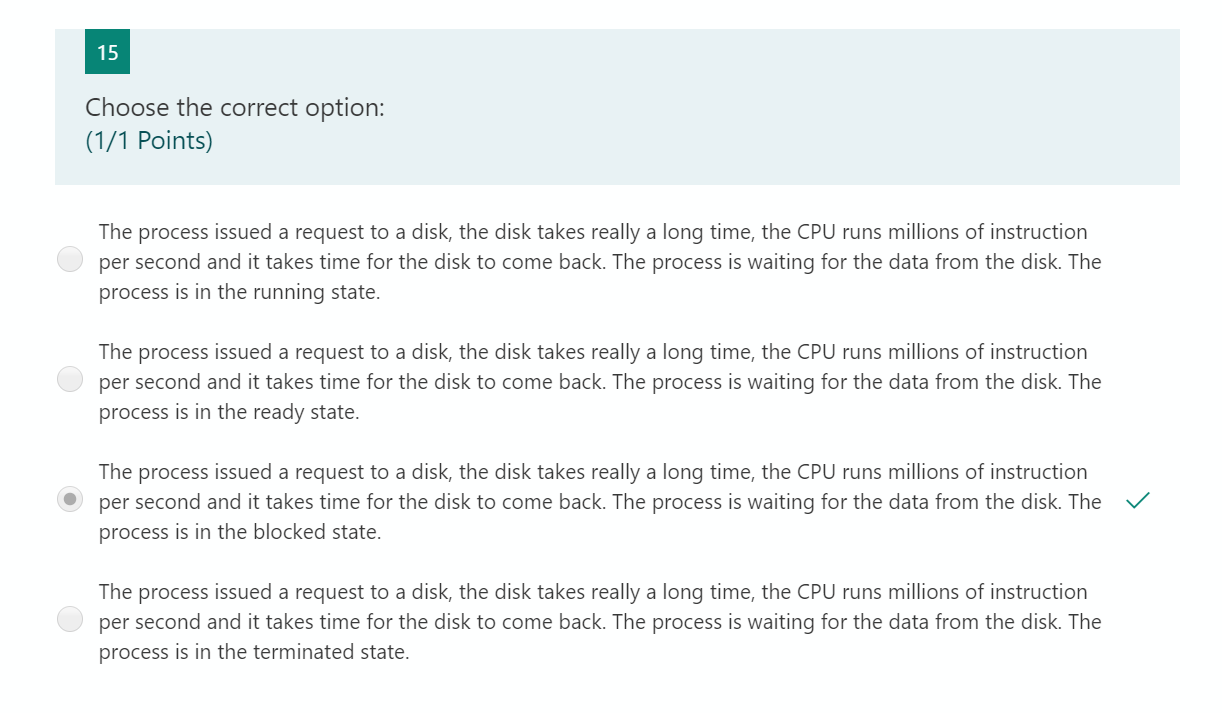 15
Choose the correct option:
(1/1 Points)
The process issued a request to a disk, the disk takes really a long time, the CPU runs millions of instruction
per second and it takes time for the disk to come back. The process is waiting for the data from the disk. The
process is in the running state.
The process issued a request to a disk, the disk takes really a long time, the CPU runs millions of instruction
per second and it takes time for the disk to come back. The process is waiting for the data from the disk. The
process is in the ready state.
The process issued a request to a disk, the disk takes really a long time, the CPU runs millions of instruction
per second and it takes time for the disk to come back. The process is waiting for the data from the disk. The
process is in the blocked state.
The process issued a request to a disk, the disk takes really a long time, the CPU runs millions of instruction
per second and it takes time for the disk to come back. The process is waiting for the data from the disk. The
process is in the terminated state.